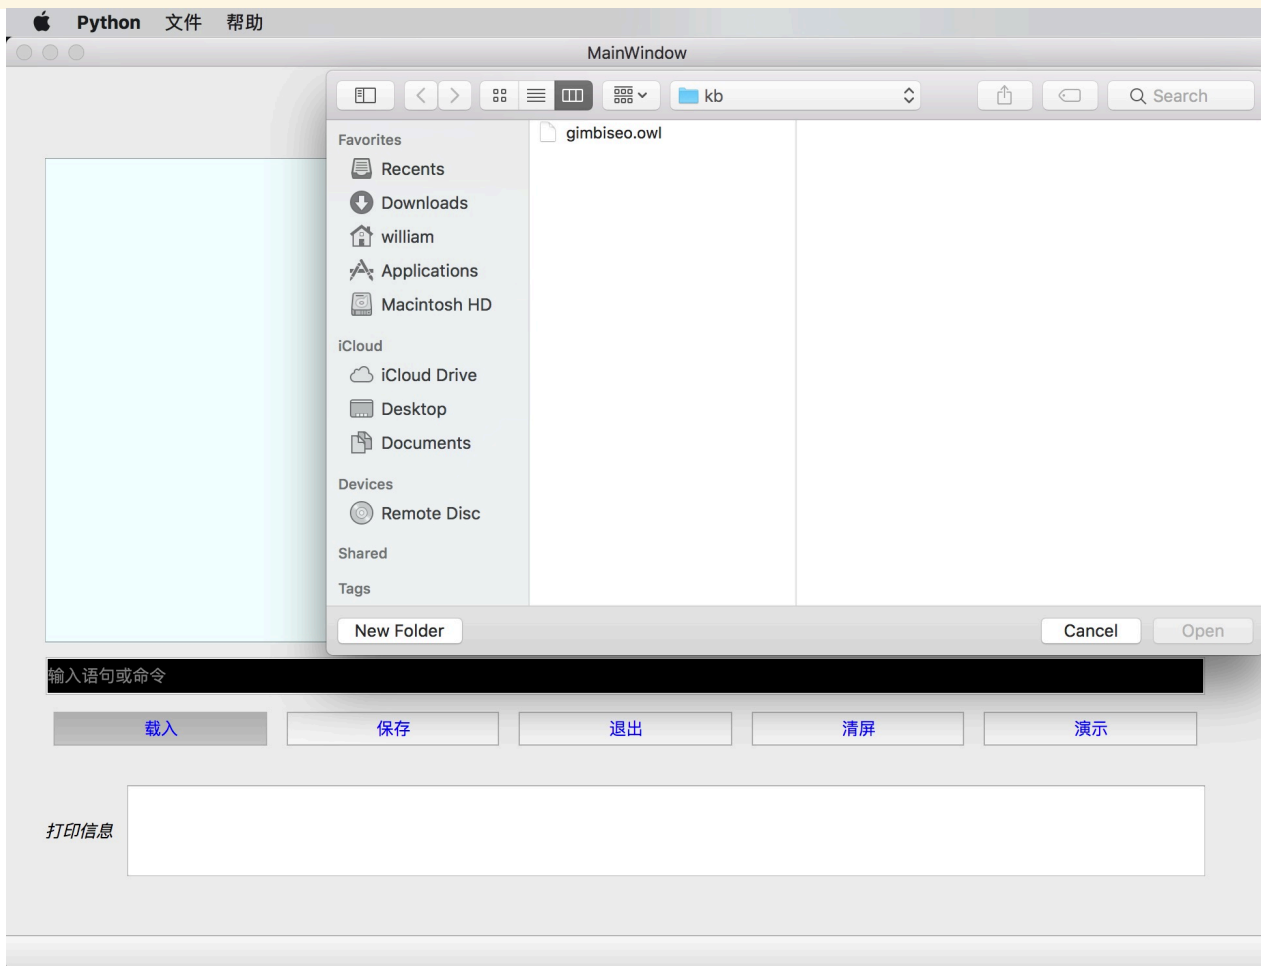 Python 文件 帮助
MainWindow
kb
Search
Favorites
gimbiseo.owl
Recents
Downloads
william
Applications
Macintosh HD
iCloud
iCloud Drive
Desktop
Documents
Devices
Remote Disc
Shared
Tags
New Folder Cancel Open
输入语句或命令
载入 保存 退出 清屏 演示
打印信息